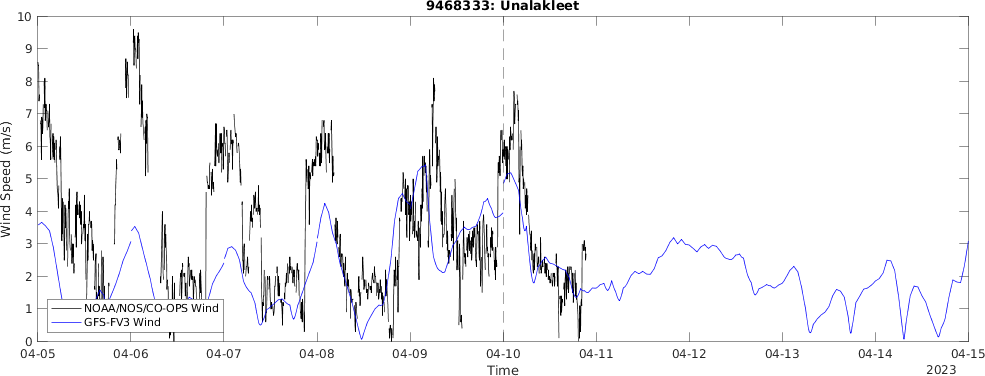 9468333: Unalakleet
Wind Speed (m/s)
10
9
8
7
6
5
4
3
2
1
0
NOAA/NOS/CO-OPS Wind
GFS-FV3 Wind
04-05 04-06 04-07 04-08 04-09 04-10 04-11 04-12 04-13 04-14 04-15
Time
2023